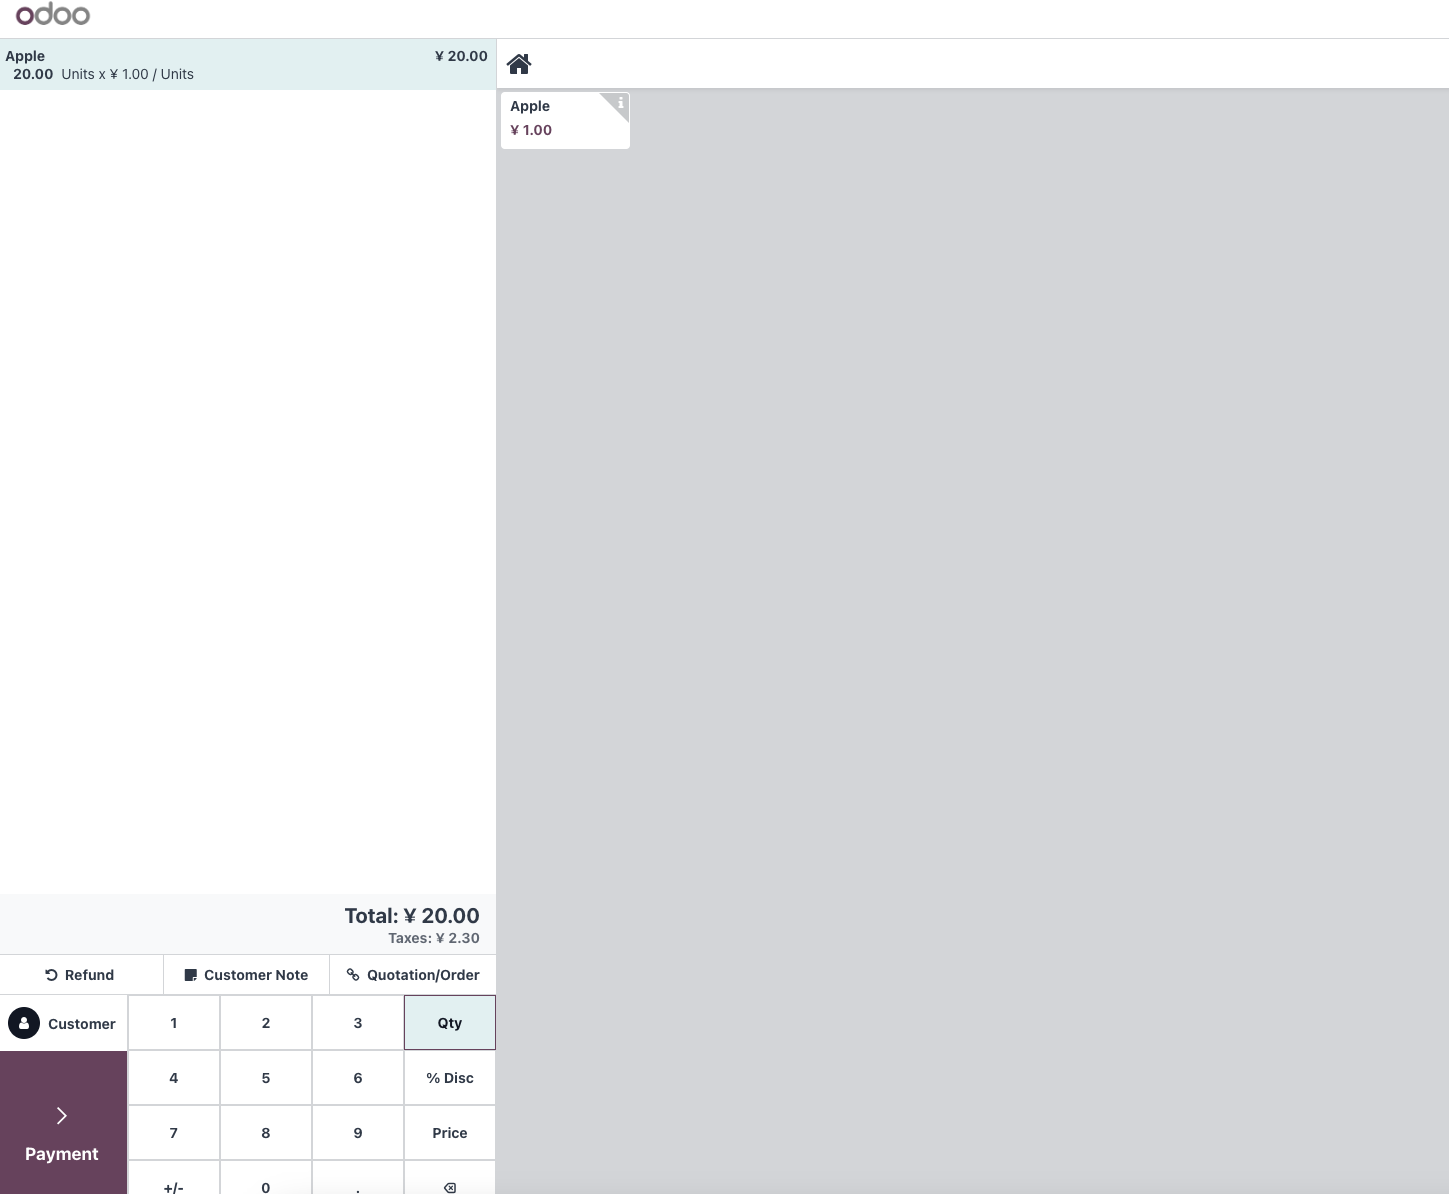 odoo
Apple ¥ 20.00
20.00 Units x ¥ 1.00 / Units
Apple
i
¥ 1.00
Total: ¥ 20.00
Taxes: ¥ 2.30
Refund Customer Note Quotation/Order
Customer 1 2 3 Qty
4 5 6 % Disc
7 8 9 Price
Payment
+/- 0 .